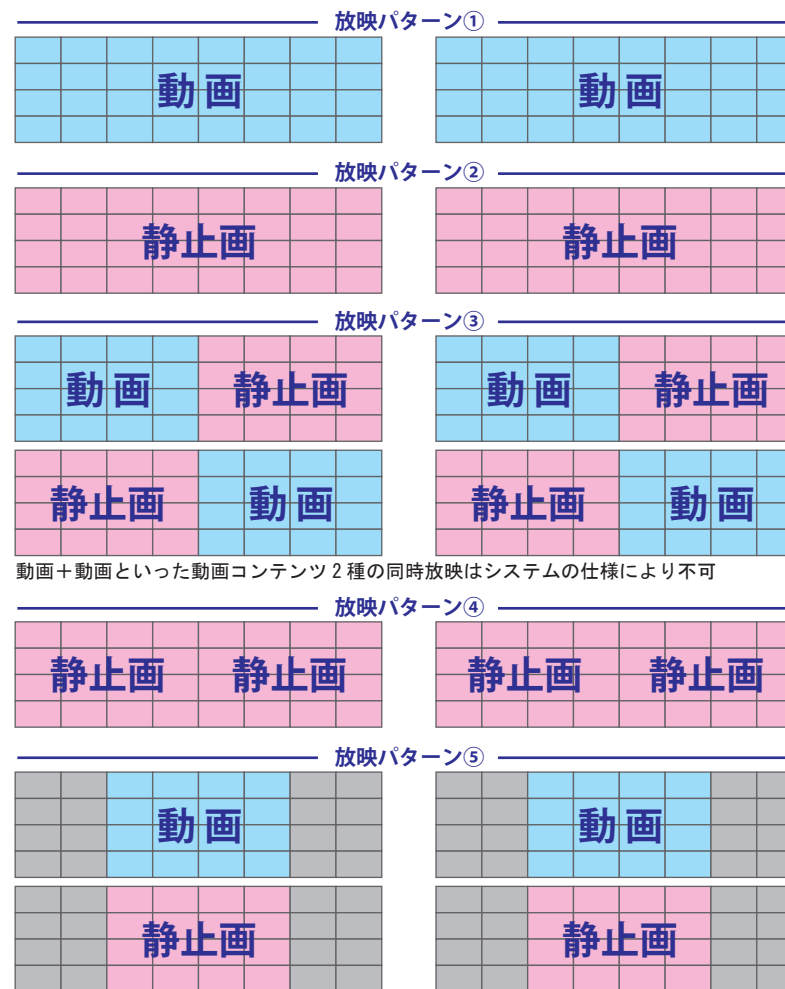 放映パターン①
動画 動画
放映パターン②
静止画 静止画
放映パターン③
動画 静止画 動画 静止画
静止画 動画 静止画 動画
動画＋動画といった動画コンテンツ２種の同時放映はシステムの仕様により不可
放映パターン④
静止画 静止画 静止画 静止画
放映パターン⑤
動画 動画
静止画 静止画